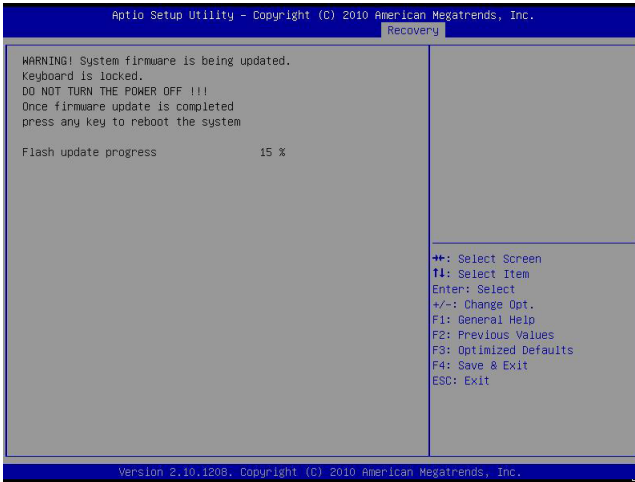 Aptio Setup Utility – Copyright (C) 2010 American Megatrends, Inc.
Recovery
WARNING! System firmware is being updated.
Keyboard is locked.
DO NOT TURN THE POWER OFF !!!
Once firmware update is completed
press any key to reboot the system
Flash update progress 15 %
→←: Select Screen
↑↓: Select Item
Enter: Select
+/-: Change Opt.
F1: General Help
F2: Previous Values
F3: Optimized Defaults
F4: Save & Exit
ESC: Exit
Version 2.10.1208. Copyright (C) 2010 American Megatrends, Inc.